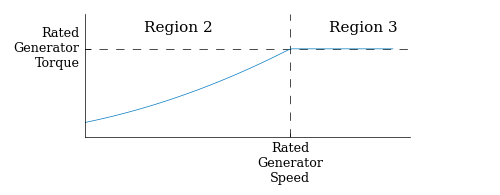 Region 2
Region 3
Rated
Generator
Torque
Rated
Generator
Speed